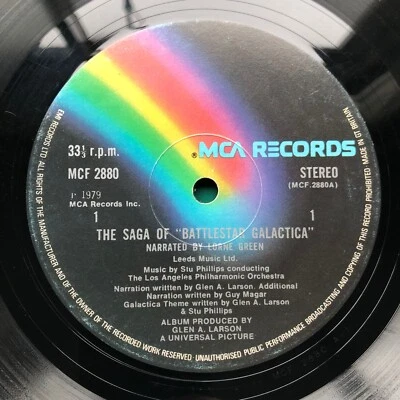 MCA RECORDS
33⅓ r.p.m.
MCF 2880
STEREO
(MCF.2880A)
P 1979
MCA Records Inc.
1
1
THE SAGA OF "BATTLESTAR GALACTICA"
NARRATED BY LORNE GREEN
Leeds Music Ltd.
Music by Stu Phillips conducting
The Los Angeles Philharmonic Orchestra
Narration written by Glen A. Larson. Additional
Narration written by Guy Magar
Galactica Theme written by Glen A. Larson
& Stu Phillips
ALBUM PRODUCED BY
GLEN A. LARSON
A UNIVERSAL PICTURE
EMI RECORDS LTD ALL RIGHTS OF THE MANUFACTURER AND OF THE OWNER OF THE RECORDED WORK RESERVED - UNAUTHORISED PUBLIC PERFORMANCE BROADCASTING AND COPYING OF THIS RECORD PROHIBITED · MADE IN GT BRITAIN